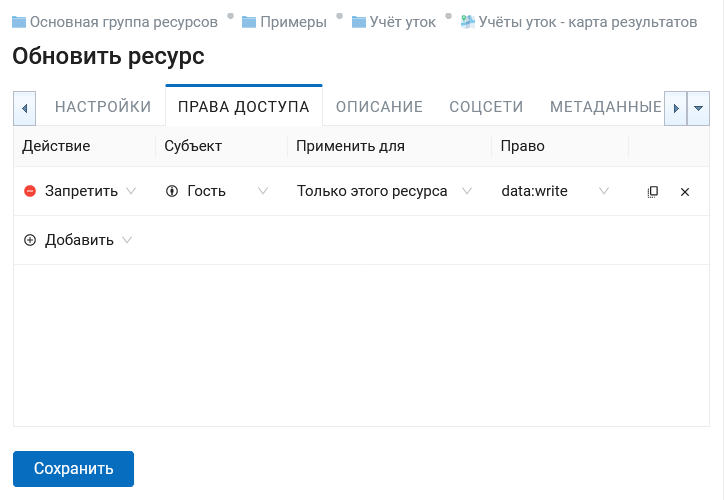 Основная группа ресурсов Примеры Учёт уток Учёты уток - карта результатов
Обновить ресурс
НАСТРОЙКИ ПРАВА ДОСТУПА ОПИСАНИЕ СОЦСЕТИ МЕТАДАННЫЕ
Действие Субъект Применить для Право
Запретить Гость Только этого ресурса data:write
Добавить
Сохранить